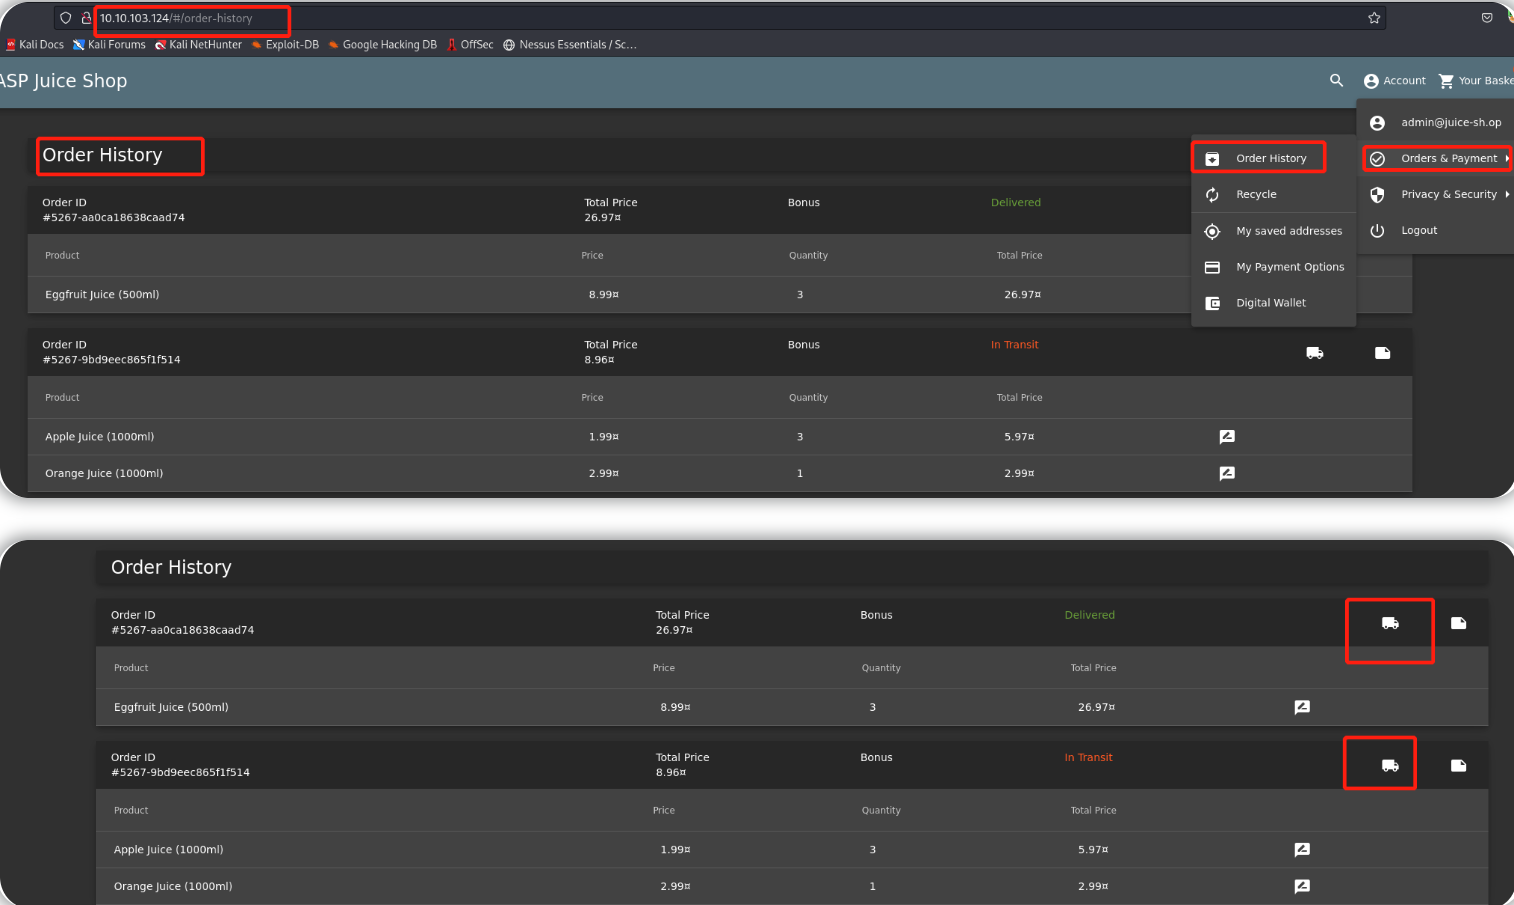 10.10.103.124/#/order-history
Kali Docs Kali Forums Kali NetHunter Exploit-DB Google Hacking DB OffSec Nessus Essentials / Sc...
ASP Juice Shop
Account Your Baske
admin@juice-sh.op
Orders & Payment
Privacy & Security
Logout
Order History
Recycle
My saved addresses
My Payment Options
Digital Wallet
Order History
Order ID Total Price Bonus Delivered
#5267-aa0ca18638caad74 26.97¤
Product Price Quantity Total Price
Eggfruit Juice (500ml) 8.99¤ 3 26.97¤
Order ID Total Price Bonus In Transit
#5267-9bd9eec865f1f514 8.96¤
Product Price Quantity Total Price
Apple Juice (1000ml) 1.99¤ 3 5.97¤
Orange Juice (1000ml) 2.99¤ 1 2.99¤
Order History
Order ID Total Price Bonus Delivered
#5267-aa0ca18638caad74 26.97¤
Product Price Quantity Total Price
Eggfruit Juice (500ml) 8.99¤ 3 26.97¤
Order ID Total Price Bonus In Transit
#5267-9bd9eec865f1f514 8.96¤
Product Price Quantity Total Price
Apple Juice (1000ml) 1.99¤ 3 5.97¤
Orange Juice (1000ml) 2.99¤ 1 2.99¤